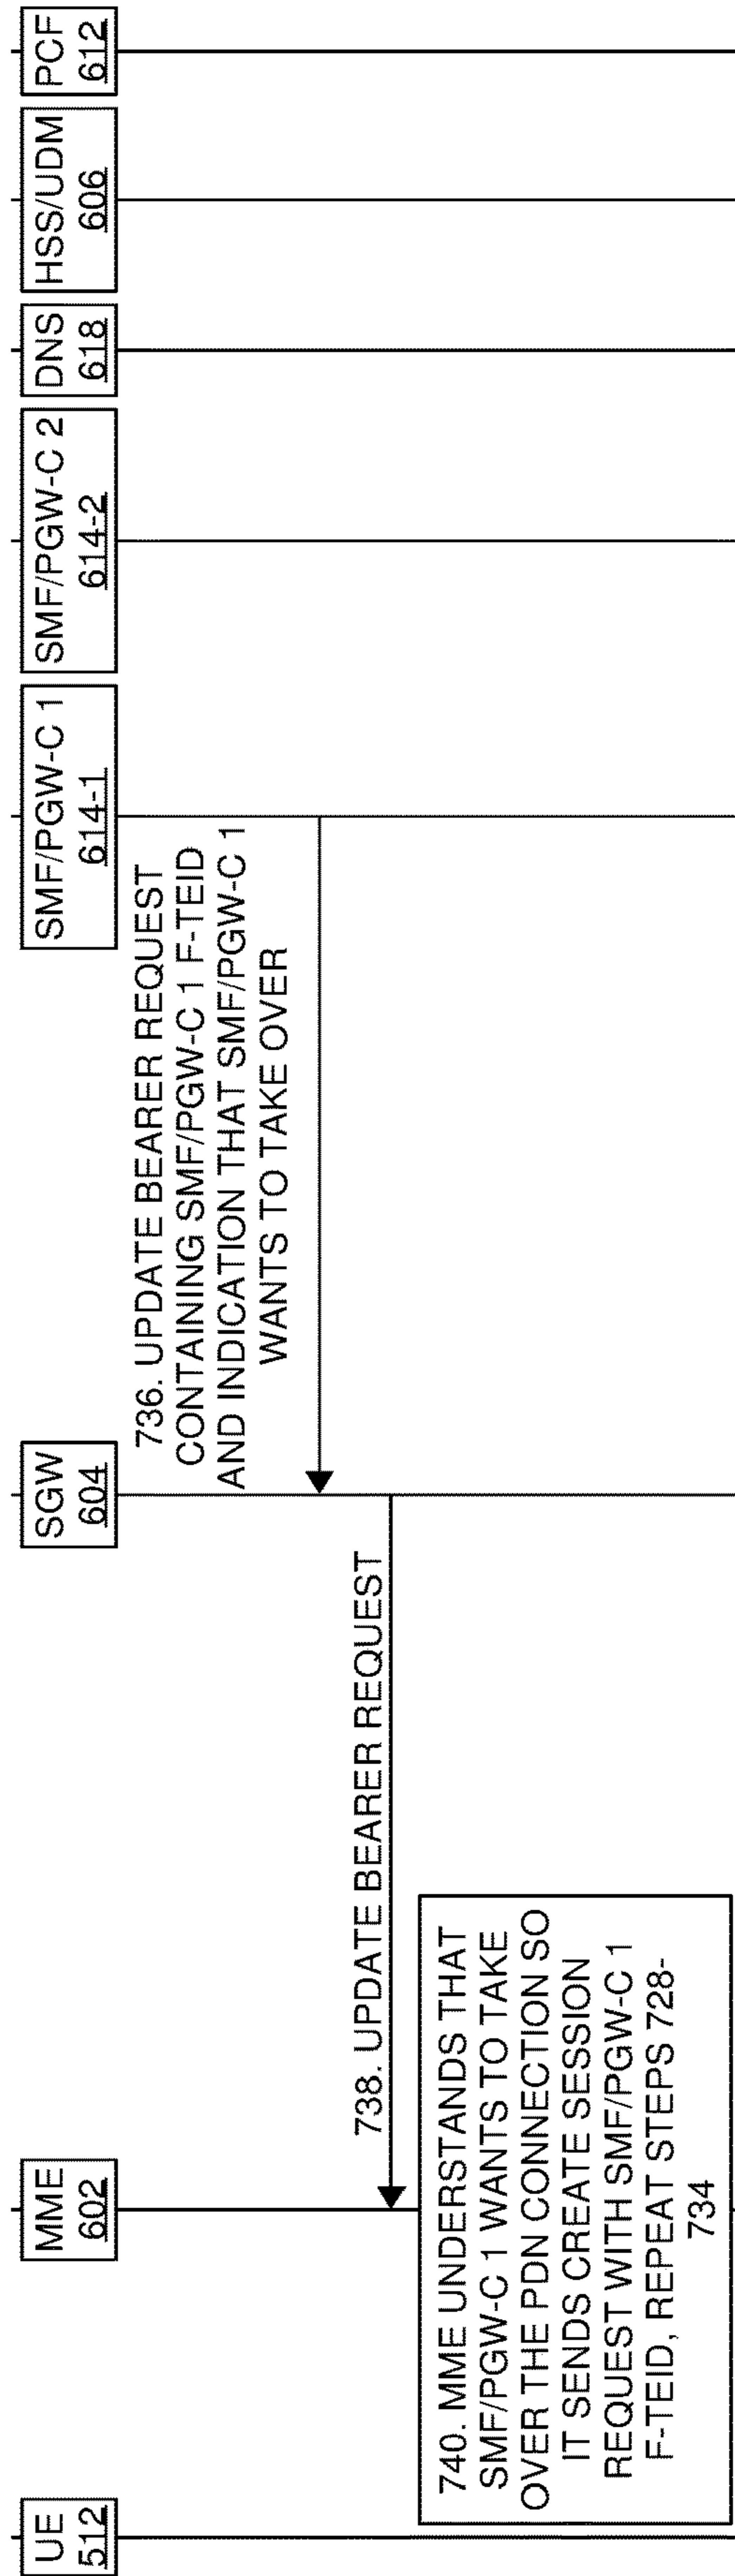 UE
512
MME
602
SGW
604
SMF/PGW-C 1
614-1
SMF/PGW-C 2
614-2
DNS
618
HSS/UDM
606
PCF
612
736. UPDATE BEARER REQUEST
CONTAINING SMF/PGW-C 1 F-TEID
AND INDICATION THAT SMF/PGW-C 1
WANTS TO TAKE OVER
738. UPDATE BEARER REQUEST
740. MME UNDERSTANDS THAT
SMF/PGW-C 1 WANTS TO TAKE
OVER THE PDN CONNECTION SO
IT SENDS CREATE SESSION
REQUEST WITH SMF/PGW-C 1
F-TEID, REPEAT STEPS 728-
734